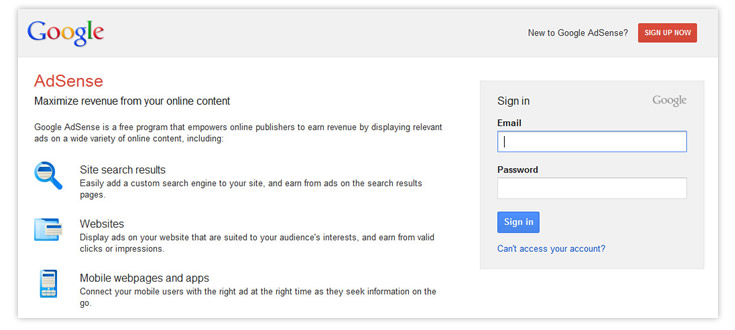 Google
New to Google AdSense?
SIGN UP NOW
AdSense
Maximize revenue from your online content
Google AdSense is a free program that empowers online publishers to earn revenue by displaying relevant
ads on a wide variety of online content, including:
Site search results
Easily add a custom search engine to your site, and earn from ads on the search results
pages.
Websites
Display ads on your website that are suited to your audience's interests, and earn from valid
clicks or impressions.
Mobile webpages and apps
Connect your mobile users with the right ad at the right time as they seek information on the
go.
Sign in
Google
Email
Password
Sign in
Can't access your account?